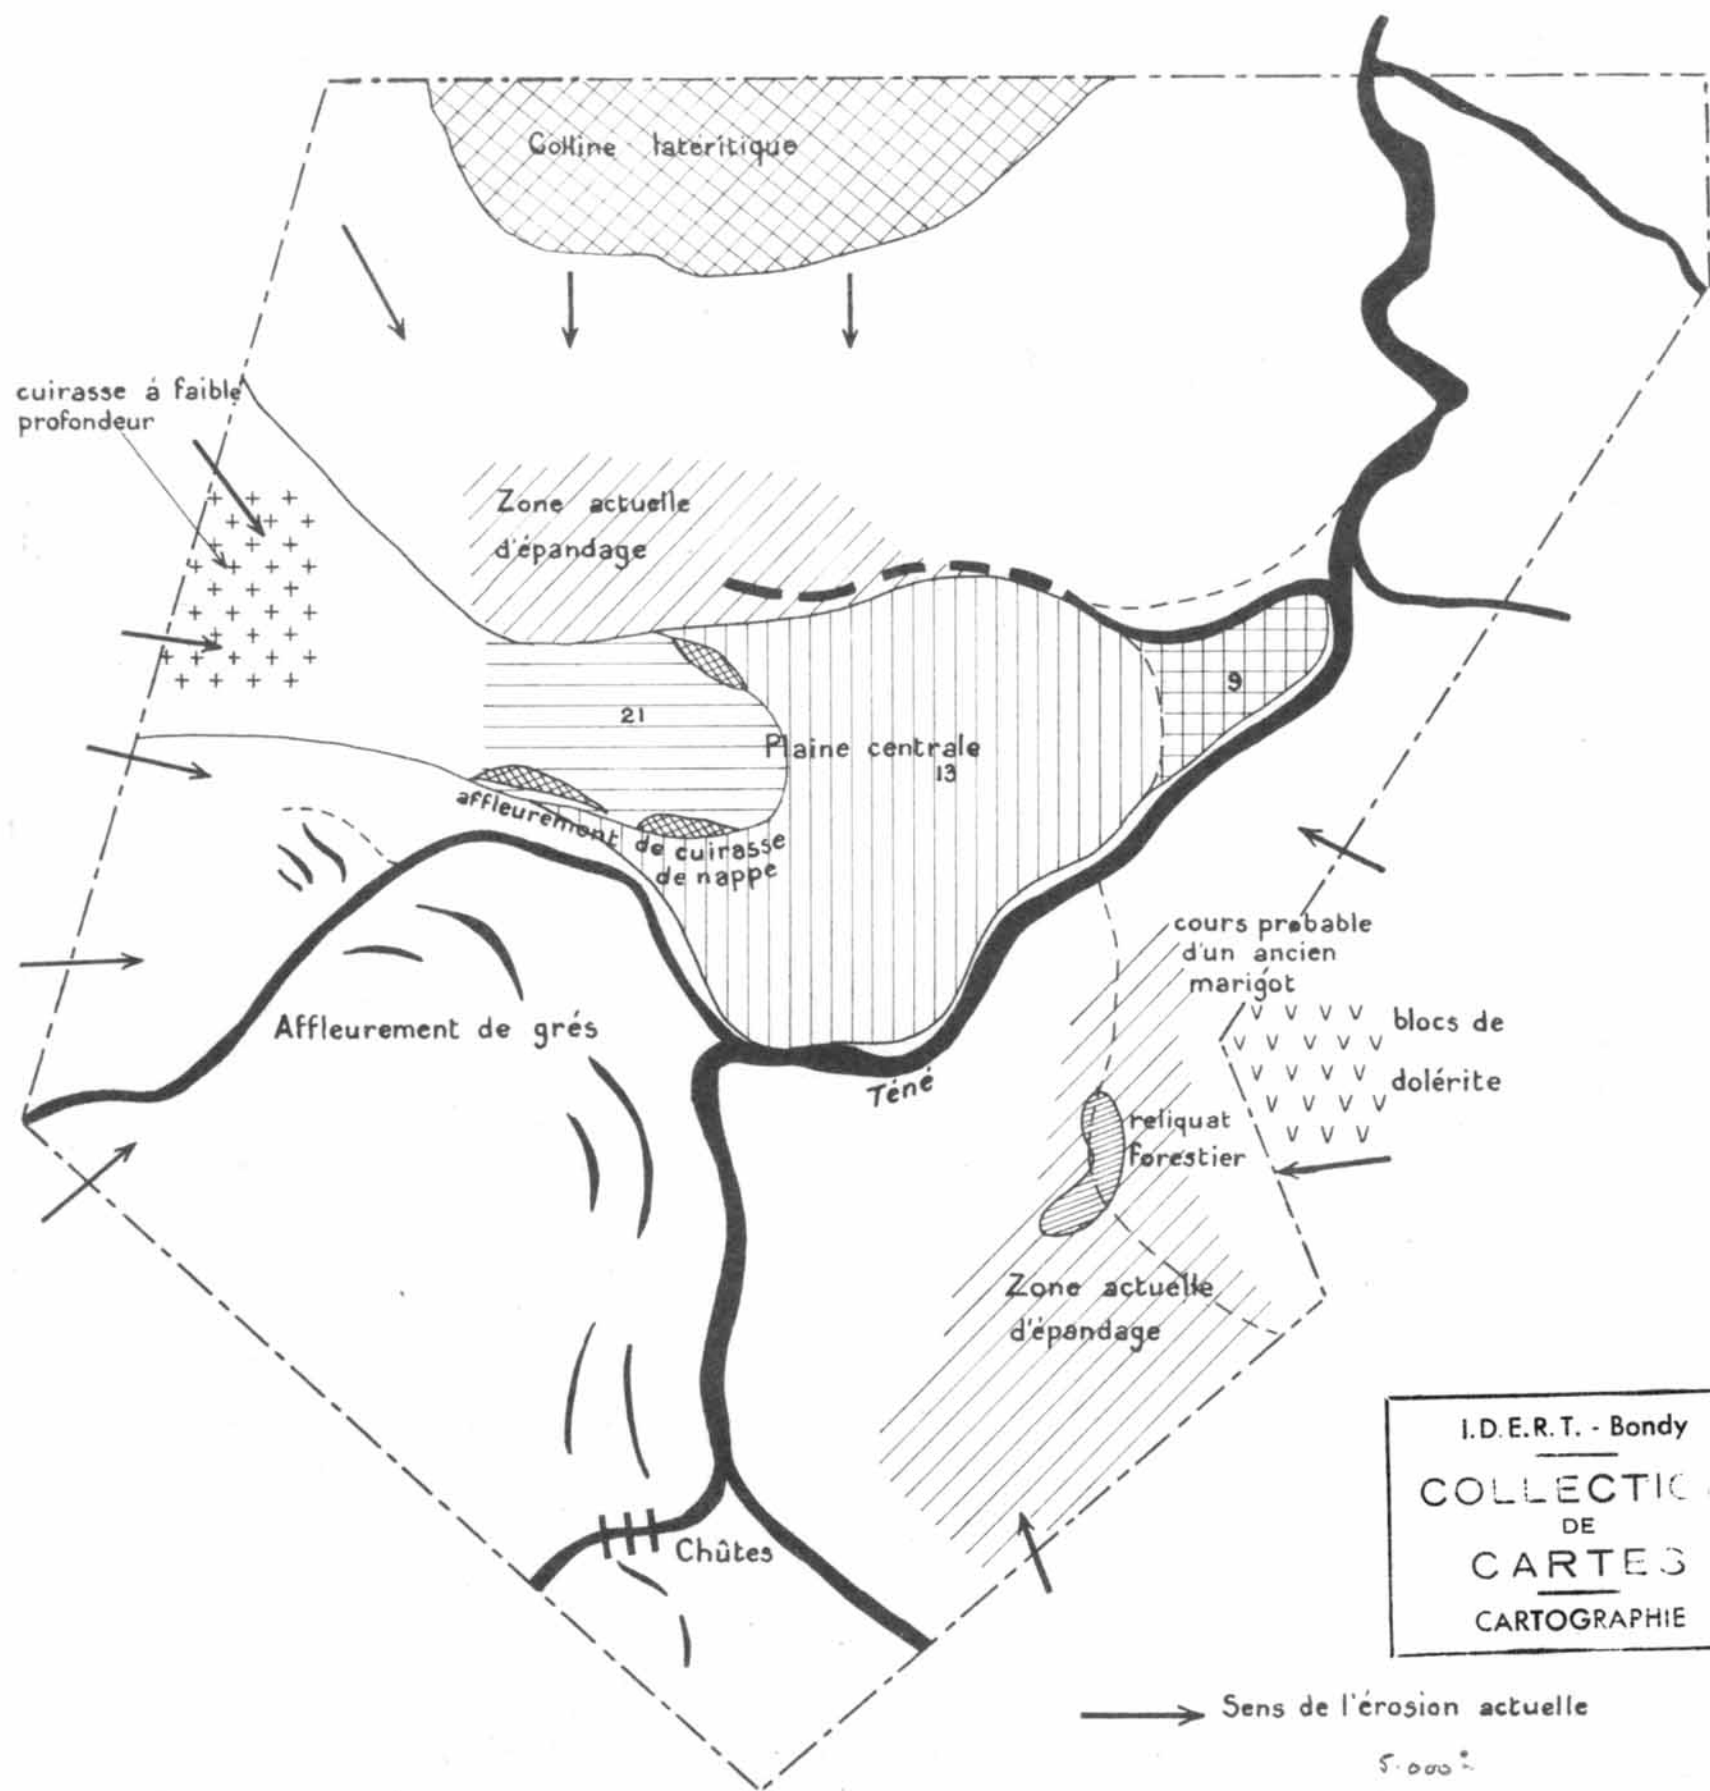 Colline latéritique
cuirasse à faible
profondeur
Zone actuelle
d'épandage
9
21
Plaine centrale
13
affleurement de cuirasse
de nappe
cours probable
d'un ancien
marigot
Affleurement de grés
blocs de
dolérite
Téné
reliquat
forestier
Zone actuelle
d'épandage
I.D.E.R.T. - Bondy
COLLECTIO
DE
CARTES
CARTOGRAPHIE
Chûtes
Sens de l'érosion actuelle